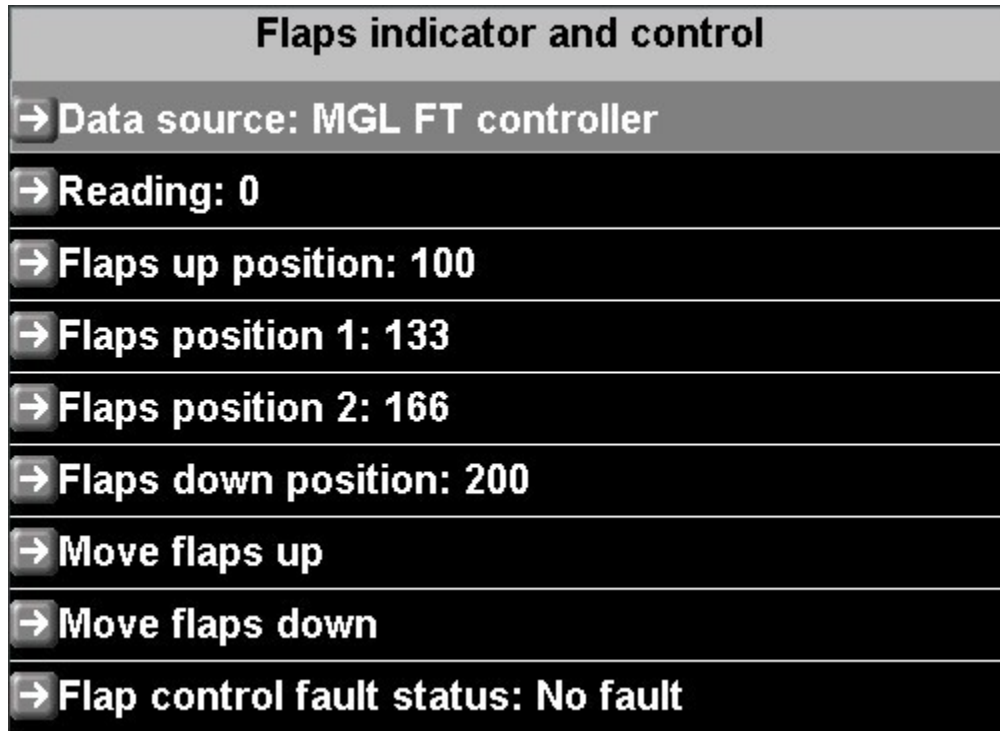 Flaps indicator and control
Data source: MGL FT controller
Reading: 0
Flaps up position: 100
Flaps position 1: 133
Flaps position 2: 166
Flaps down position: 200
Move flaps up
Move flaps down
Flap control fault status: No fault